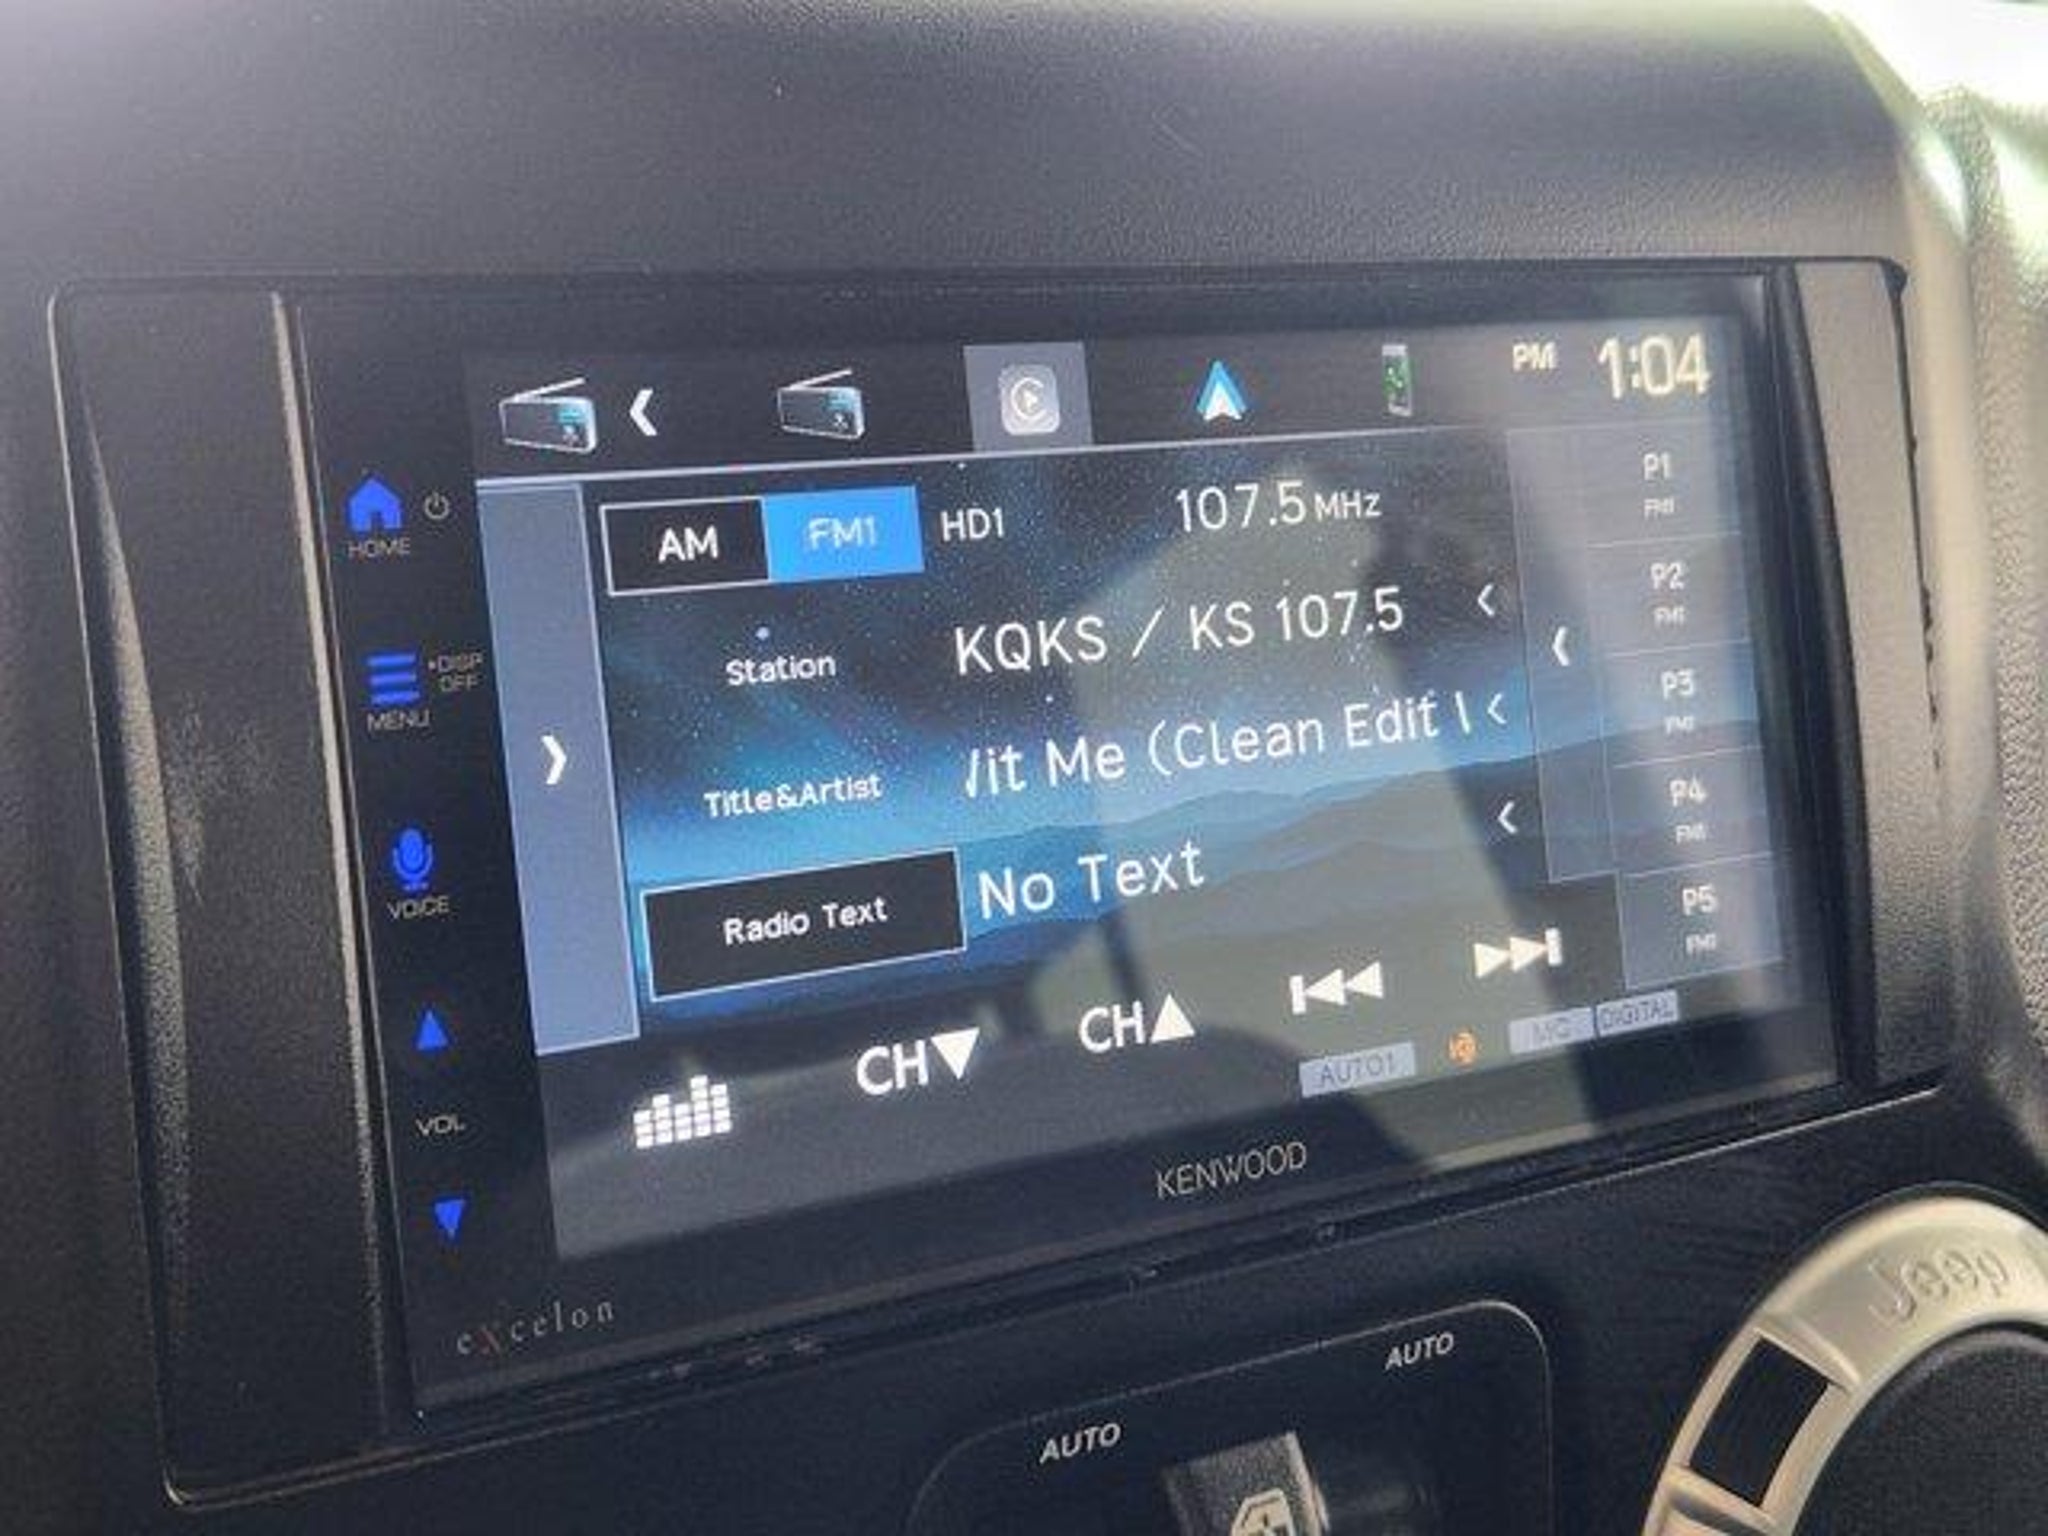 PM 1:04
HOME
AM FM1 HD1 107.5 MHz
P1
FM1
Station KQKS / KS 107.5
P2
FM1
•DISP
OFF
MENU
Title&Artist Wit Me (Clean Edit
P3
FM1
P4
FM1
VOICE
Radio Text No Text
P5
FM1
CH CH
AUTO1 MC DIGITAL
VOL
KENWOOD
excelon
Jeep
AUTO
AUTO